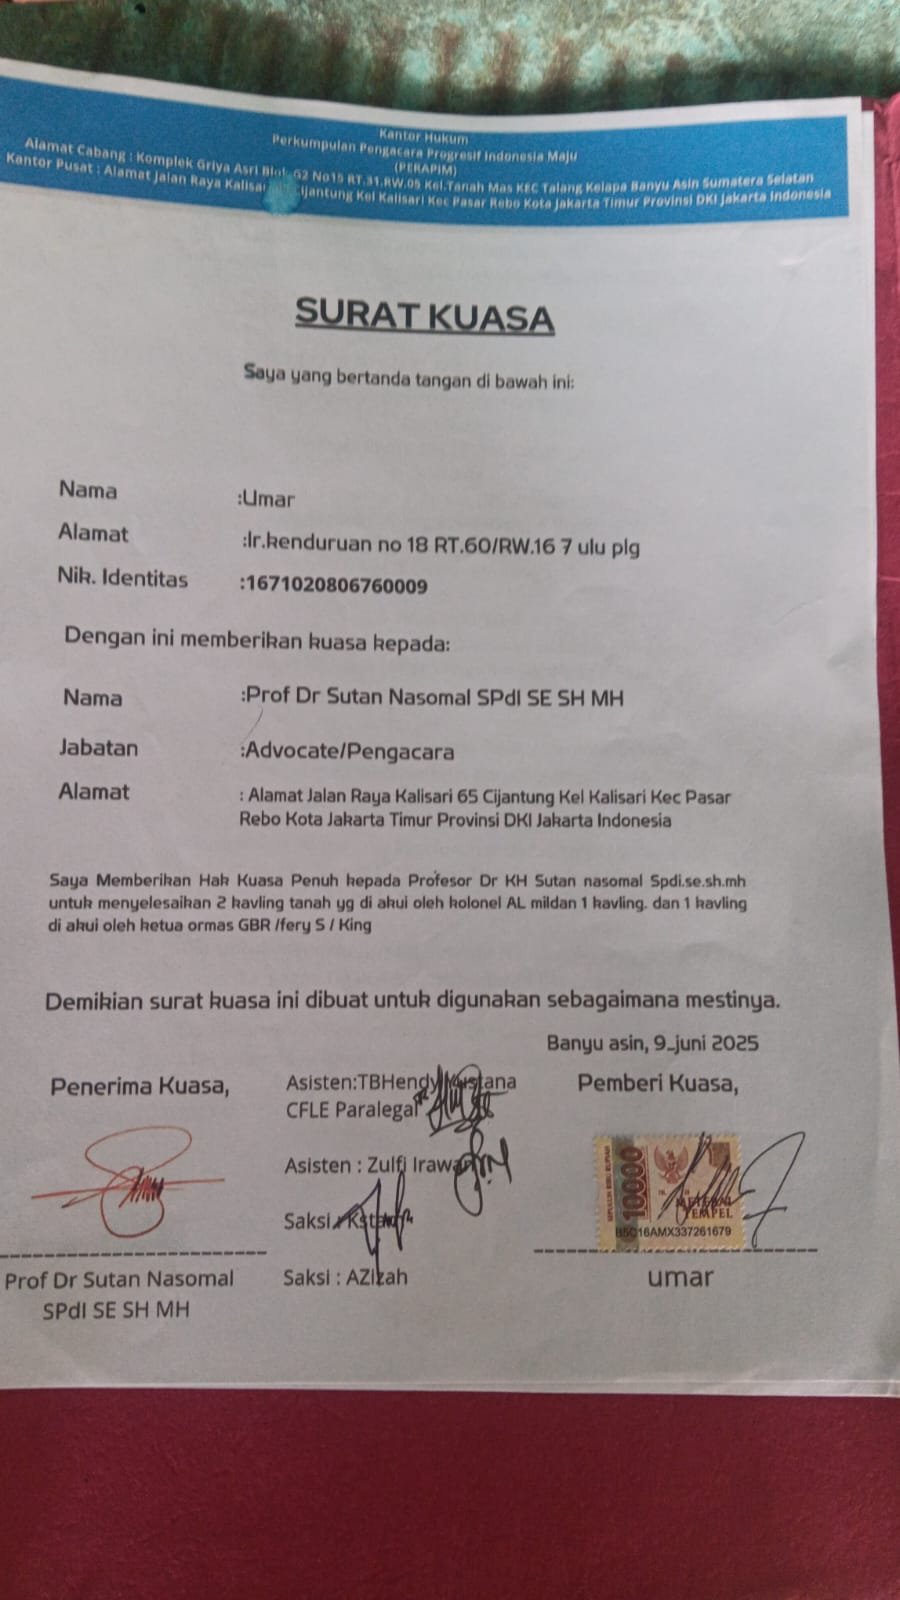 Kantor Hukum
Perkumpulan Pengacara Progresif Indonesia Maju
(PERAPIM)
Alamat Cabang : Komplek Griya Asri Blok G2 No15 RT.31.RW.05 Kel.Tanah Mas KEC Talang Kelapa Banyu Asin Sumatera Selatan
Kantor Pusat : Alamat Jalan Raya Kalisari Cijantung Kel Kalisari Kec Pasar Rebo Kota Jakarta Timur Provinsi DKI Jakarta Indonesia
SURAT KUASA
Saya yang bertanda tangan di bawah ini:
Nama :Umar
Alamat :lr.kenduruan no 18 RT.60/RW.16 7 ulu plg
Nik. Identitas :1671020806760009
Dengan ini memberikan kuasa kepada:
Nama :Prof Dr Sutan Nasomal SPdI SE SH MH
Jabatan :Advocate/Pengacara
Alamat : Alamat Jalan Raya Kalisari 65 Cijantung Kel Kalisari Kec Pasar
Rebo Kota Jakarta Timur Provinsi DKI Jakarta Indonesia
Saya Memberikan Hak Kuasa Penuh kepada Profesor Dr KH Sutan nasomal Spdi.se.sh.mh
untuk menyelesaikan 2 kavling tanah yg di akui oleh kolonel AL mildan 1 kavling. dan 1 kavling
di akui oleh ketua ormas GBR /fery S / King
Demikian surat kuasa ini dibuat untuk digunakan sebagaimana mestinya.
Banyu asin, 9_juni 2025
Penerima Kuasa,
Asisten:TBHendy Kustana
CFLE Paralegal
Asisten : Zulfi Irawan
Saksi :
Saksi : AZizah
Pemberi Kuasa,
SEPULUH RIBU RUPIAH
10000
METERAI
TEMPEL
B5C16AMX337261679
Prof Dr Sutan Nasomal
SPdI SE SH MH
umar